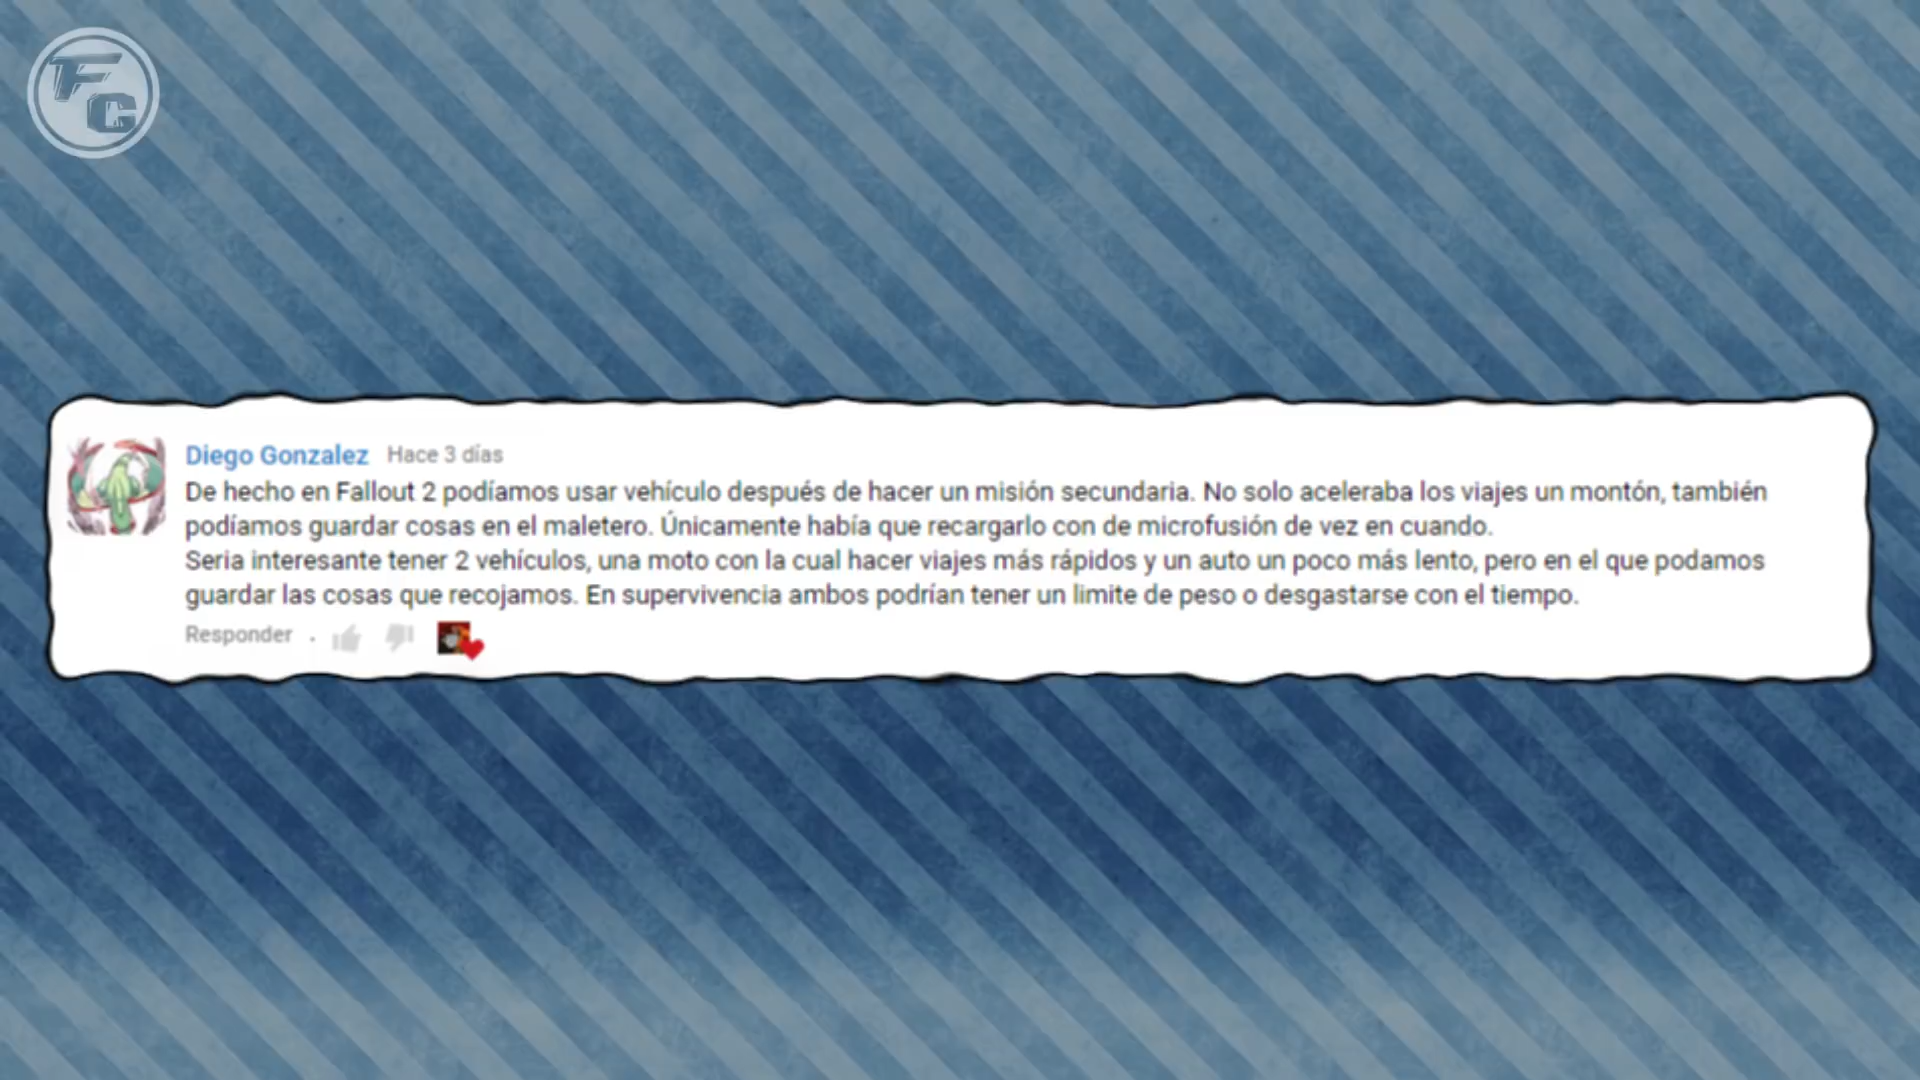 FG
Diego Gonzalez Hace 3 días
De hecho en Fallout 2 podíamos usar vehículo después de hacer un misión secundaria. No solo aceleraba los viajes un montón, también
podíamos guardar cosas en el maletero. Únicamente había que recargarlo con de microfusión de vez en cuando.
Seria interesante tener 2 vehículos, una moto con la cual hacer viajes más rápidos y un auto un poco más lento, pero en el que podamos
guardar las cosas que recojamos. En supervivencia ambos podrían tener un limite de peso o desgastarse con el tiempo.
Responder .